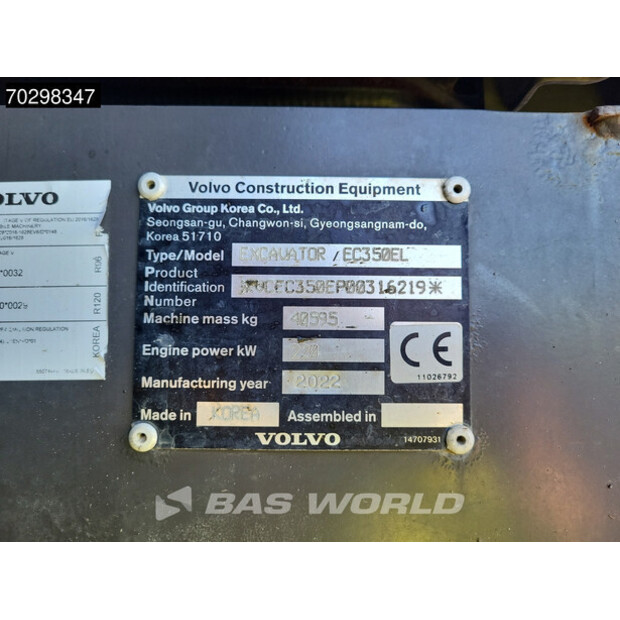 70298347
VOLVO
R06
*0032
R120
KOREA
Volvo Construction Equipment
Volvo Group Korea Co., Ltd.
Seongsan-gu, Changwon-si, Gyeongsangnam-do,
Korea 51710
Type/Model EXCAVATOR / EC350EL
Product
Identification EC350EP00316219*
Number
Machine mass kg 40595
Engine power kW
Manufacturing year 2022
CE
11026792
Made in KOREA Assembled in
VOLVO
14707931
BAS WORLD